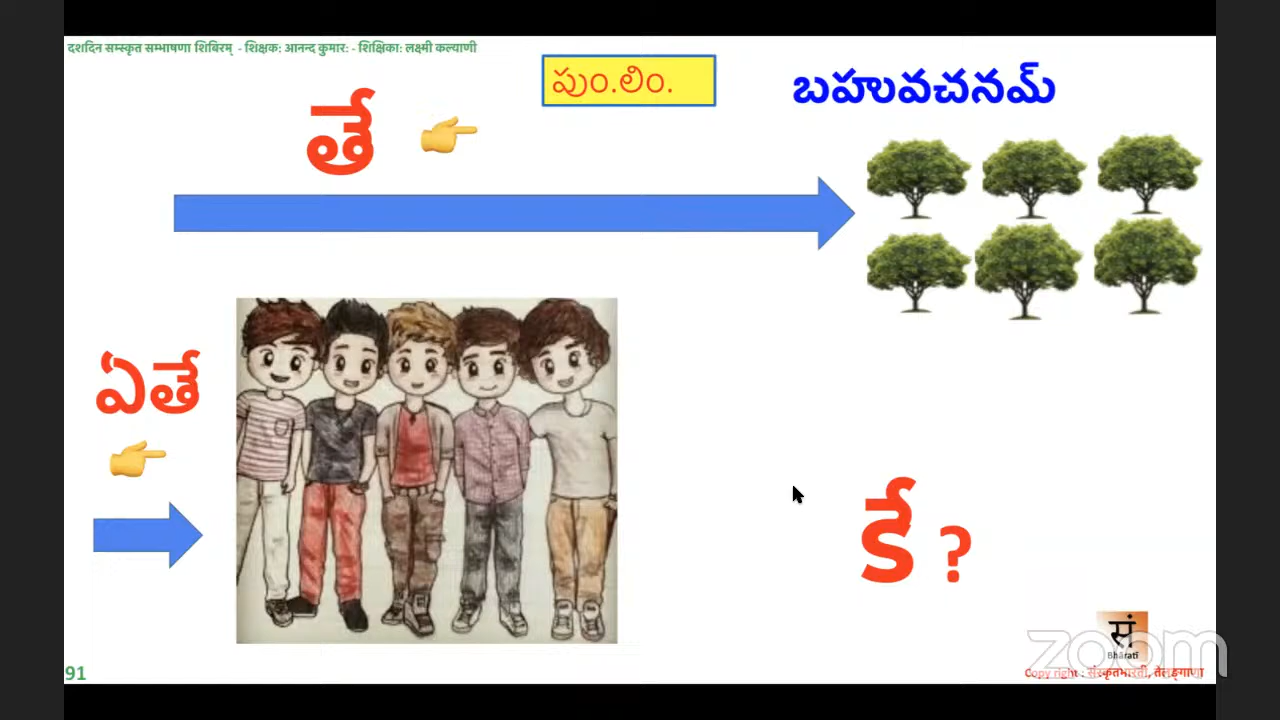 दशदिन सम्स्कृत सम्भाषणा शिबिरम् - शिक्षक: आनन्द कुमार: - शिक्षिका: लक्ष्मी कल्याणी
పుం.లిం.
బహువచనమ్
తే
ఏతే
కే ?
सं
Bhāratī
zoom
91
Copy right : संस्कृतभारती, तेलङ्गाणा